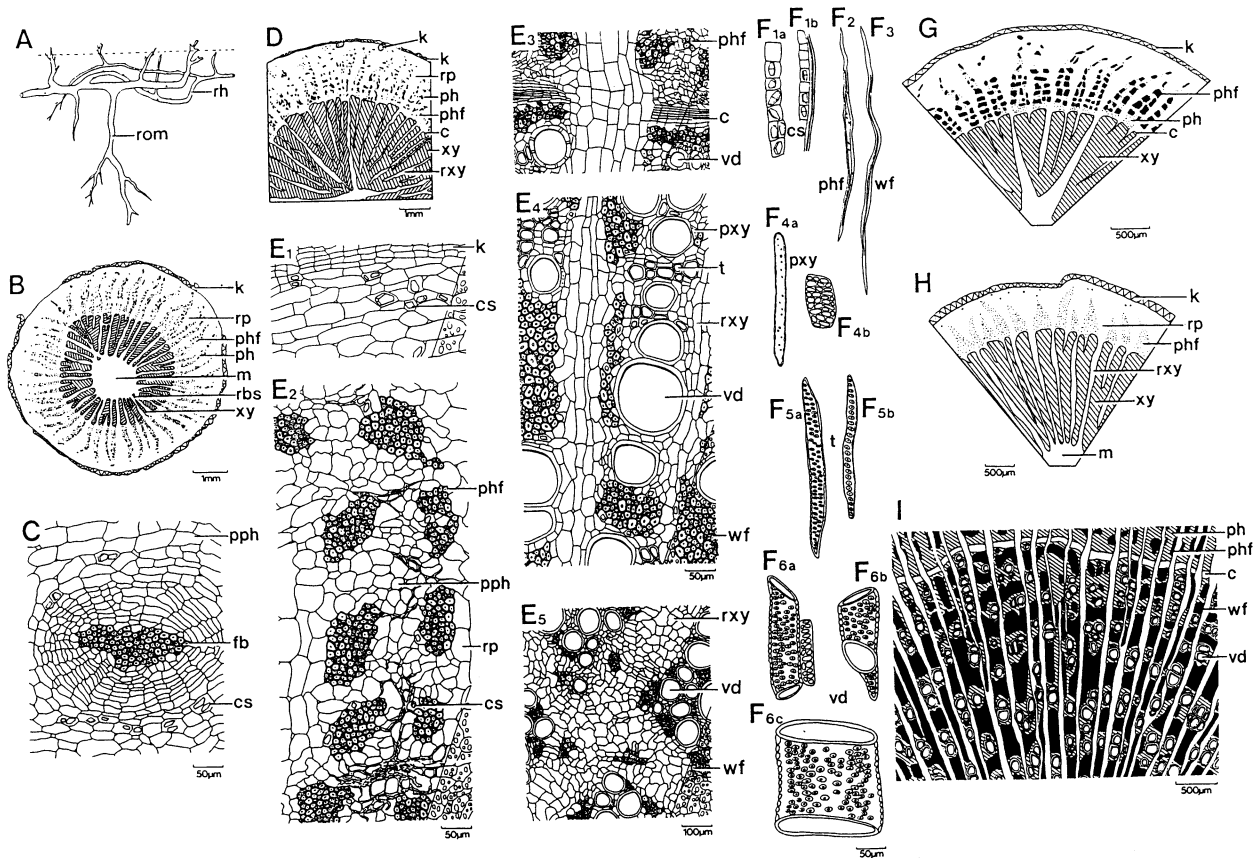 A
rh
rom
B
k
rp
phf
ph
m
rbs
xy
1mm
C
pph
fb
cs
50μm
D
k
k
rp
ph
phf
c
xy
rxy
1mm
E1
k
cs
E2
phf
pph
rp
cs
50μm
E3
phf
c
vd
E4
pxy
t
rxy
vd
wf
50μm
E5
rxy
vd
wf
100μm
F1a
F1b
cs
F2
phf
F3
wf
F4a
pxy
F4b
F5a
t
F5b
F6a
F6b
vd
F6c
50μm
G
k
phf
ph
c
xy
500μm
H
k
rp
phf
rxy
xy
m
500μm
I
ph
phf
c
wf
vd
500μm